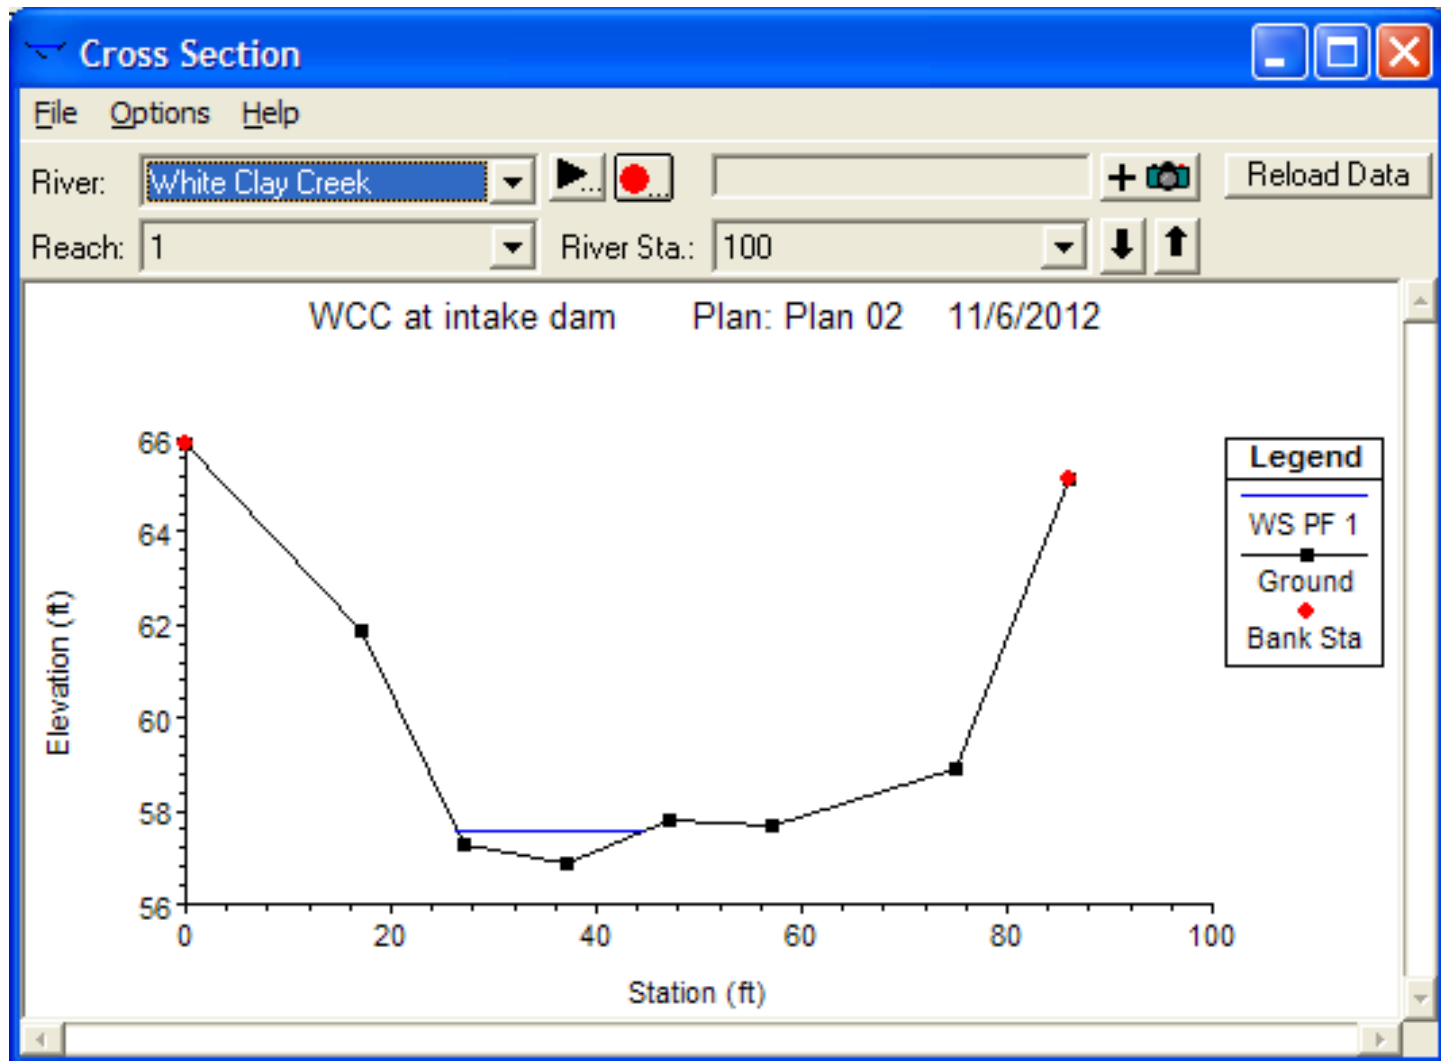 Cross Section
File Options Help
River: White Clay Creek ... ... Reload Data
Reach: 1 River Sta.: 100
WCC at intake dam Plan: Plan 02 11/6/2012
66
64
62
60
58
56
0 20 40 60 80 100
Elevation (ft)
Station (ft)
Legend
WS PF 1
Ground
Bank Sta